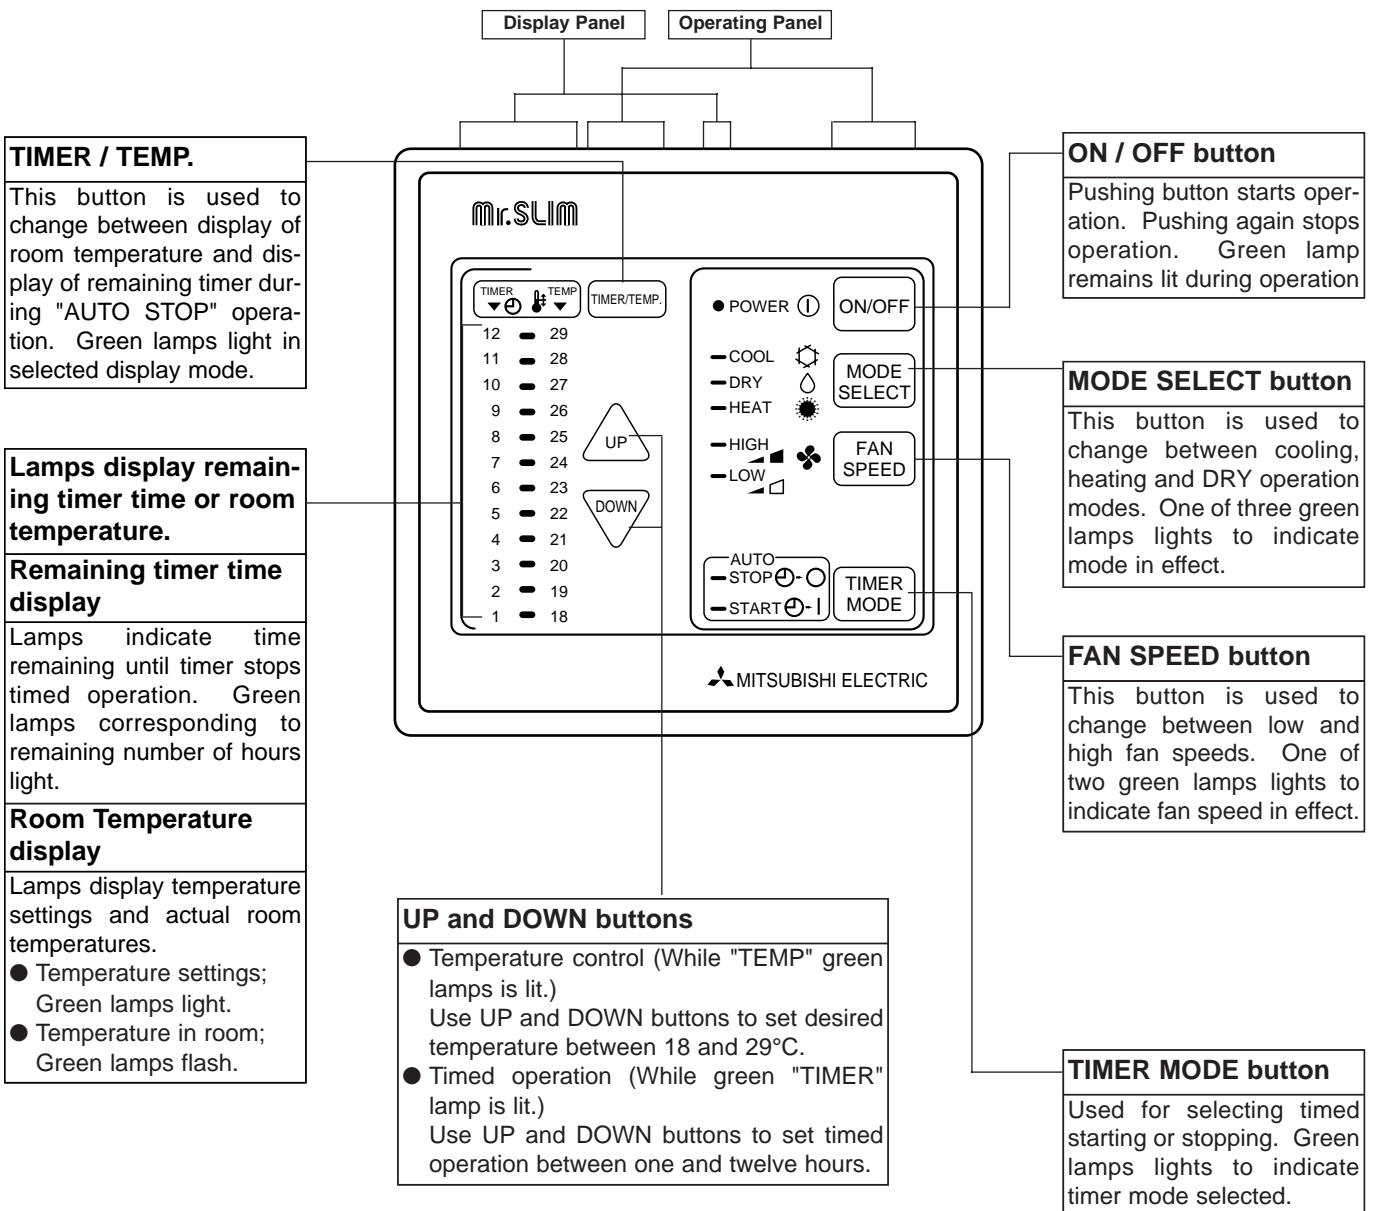 Display Panel
Operating Panel
TIMER / TEMP.
This button is used to
change between display of
room temperature and dis-
play of remaining timer dur-
ing "AUTO STOP" opera-
tion. Green lamps light in
selected display mode.
Lamps display remain-
ing timer time or room
temperature.
Remaining timer time
display
Lamps indicate time
remaining until timer stops
timed operation. Green
lamps corresponding to
remaining number of hours
light.
Room Temperature
display
Lamps display temperature
settings and actual room
temperatures.
● Temperature settings;
Green lamps light.
● Temperature in room;
Green lamps flash.
Mr.SLIM
TIMER TEMP
TIMER/TEMP.
12 29
11 28
10 27
9 26
8 25
7 24
6 23
5 22
4 21
3 20
2 19
1 18
UP
DOWN
POWER
ON/OFF
COOL
DRY
HEAT
MODE
SELECT
HIGH
LOW
FAN
SPEED
AUTO
STOP
START
TIMER
MODE
MITSUBISHI ELECTRIC
ON / OFF button
Pushing button starts oper-
ation. Pushing again stops
operation. Green lamp
remains lit during operation
MODE SELECT button
This button is used to
change between cooling,
heating and DRY operation
modes. One of three green
lamps lights to indicate
mode in effect.
FAN SPEED button
This button is used to
change between low and
high fan speeds. One of
two green lamps lights to
indicate fan speed in effect.
UP and DOWN buttons
● Temperature control (While "TEMP" green
lamps is lit.)
Use UP and DOWN buttons to set desired
temperature between 18 and 29°C.
● Timed operation (While green "TIMER"
lamp is lit.)
Use UP and DOWN buttons to set timed
operation between one and twelve hours.
TIMER MODE button
Used for selecting timed
starting or stopping. Green
lamps lights to indicate
timer mode selected.